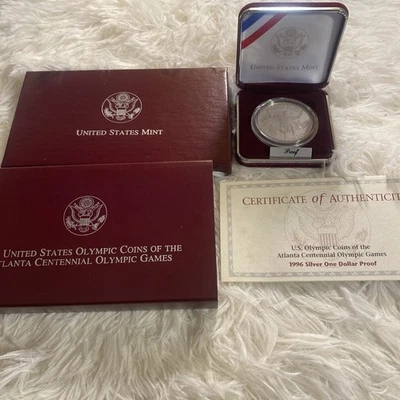 UNITED STATES MINT
UNITED STATES MINT
Proof
UNITED STATES OLYMPIC COINS OF THE
ATLANTA CENTENNIAL OLYMPIC GAMES
CERTIFICATE of AUTHENTICIT
U.S. Olympic Coins of the
Atlanta Centennial Olympic Games
1996 Silver One Dollar Proof